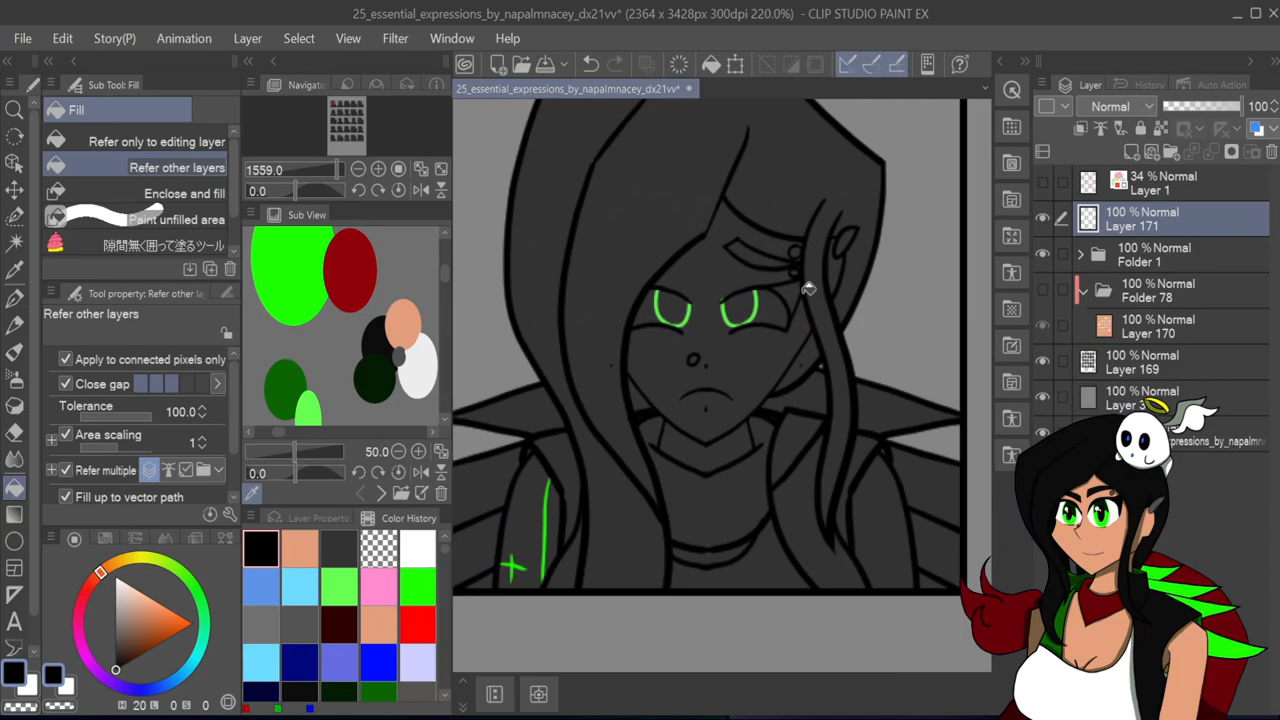 25_essential_expressions_by_napalmnacey_dx21vv* (2364 x 3428px 300dpi 220.0%) - CLIP STUDIO PAINT EX
File Edit Story(P) Animation Layer Select View Filter Window Help
Sub Tool: Fill
Fill
Refer only to editing layer
Refer other layers
Enclose and fill
Paint unfilled area
隙間無く囲って塗るツール
Tool property: Refer othe
Refer other layers
Apply to connected pixels only
Close gap
Tolerance
100.0
Area scaling
1
Refer multiple
Fill up to vector path
H 20 L 0 S 0
Navigato
1559.0
0.0
Sub View
50.0
0.0
Layer Property
Color History
25_essential_expressions_by_napalmnacey_dx21vv*
Layer
History
Auto Action
Normal
100
34 % Normal
Layer 1
100 % Normal
Layer 171
100 % Normal
Folder 1
100 % Normal
Folder 78
100 % Normal
Layer 170
100 % Normal
Layer 169
100 % Normal
Layer 3
xpressions_by_napalmn
A